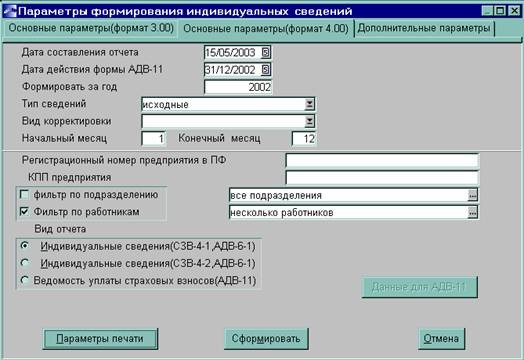 Параметры формирования индивидуальных сведений
Основные параметры(формат 3.00) Основные параметры(формат 4.00) Дополнительные параметры
Дата составления отчета 15/05/2003
Дата действия формы АДВ-11 31/12/2002
Формировать за год 2002
Тип сведений исходные
Вид корректировки
Начальный месяц 1 Конечный месяц 12
Регистрационный номер предприятия в ПФ
КПП предприятия
фильтр по подразделению все подразделения ...
Фильтр по работникам несколько работников ...
Вид отчета
Индивидуальные сведения(СЗВ-4-1,АДВ-6-1)
Индивидуальные сведения(СЗВ-4-2,АДВ-6-1)
Ведомость уплаты страховых взносов(АДВ-11)
Данные для АДВ-11
Параметры печати Сформировать Отмена